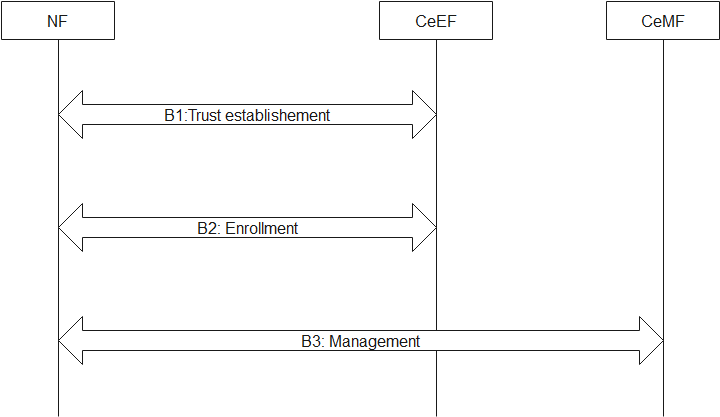 NF
CeEF
CeMF
B1:Trust establishement
B2: Enrollment
B3: Management